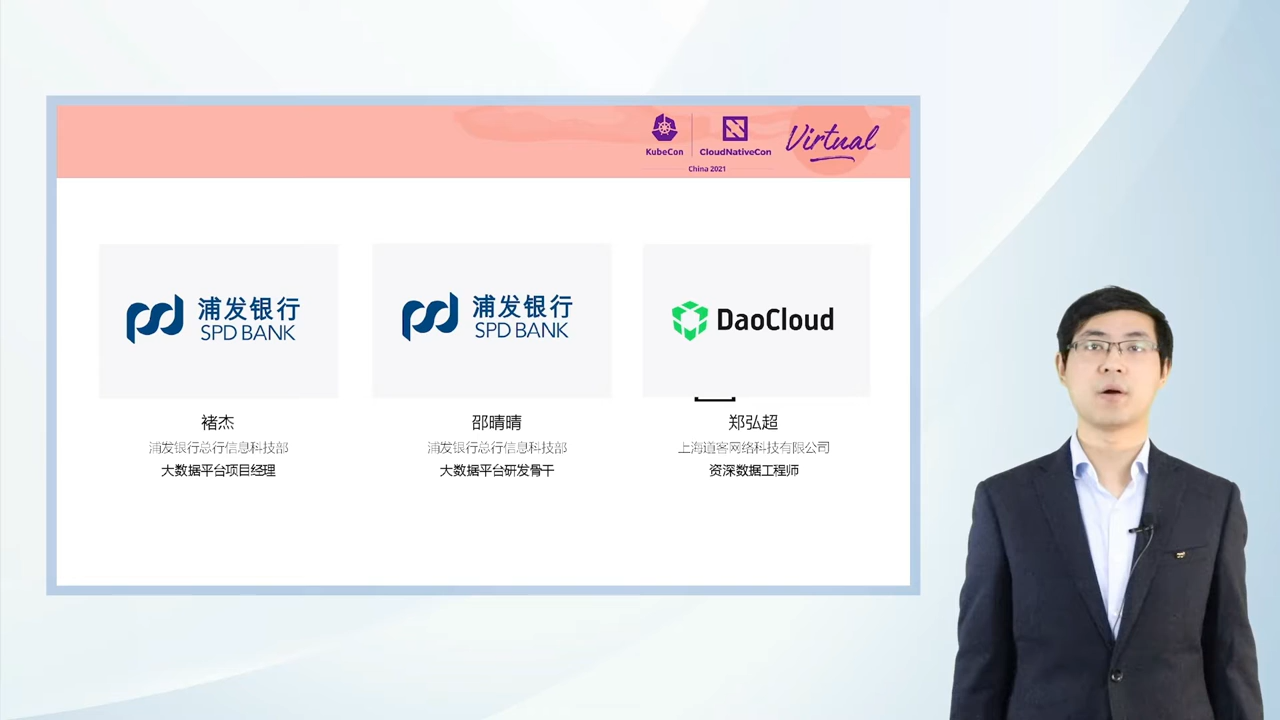 KubeCon
CloudNativeCon
Virtual
China 2021
浦发银行
SPD BANK
浦发银行
SPD BANK
DaoCloud
褚杰
浦发银行总行信息科技部
大数据平台项目经理
邵晴晴
浦发银行总行信息科技部
大数据平台研发骨干
郑弘超
上海道客网络科技有限公司
资深数据工程师